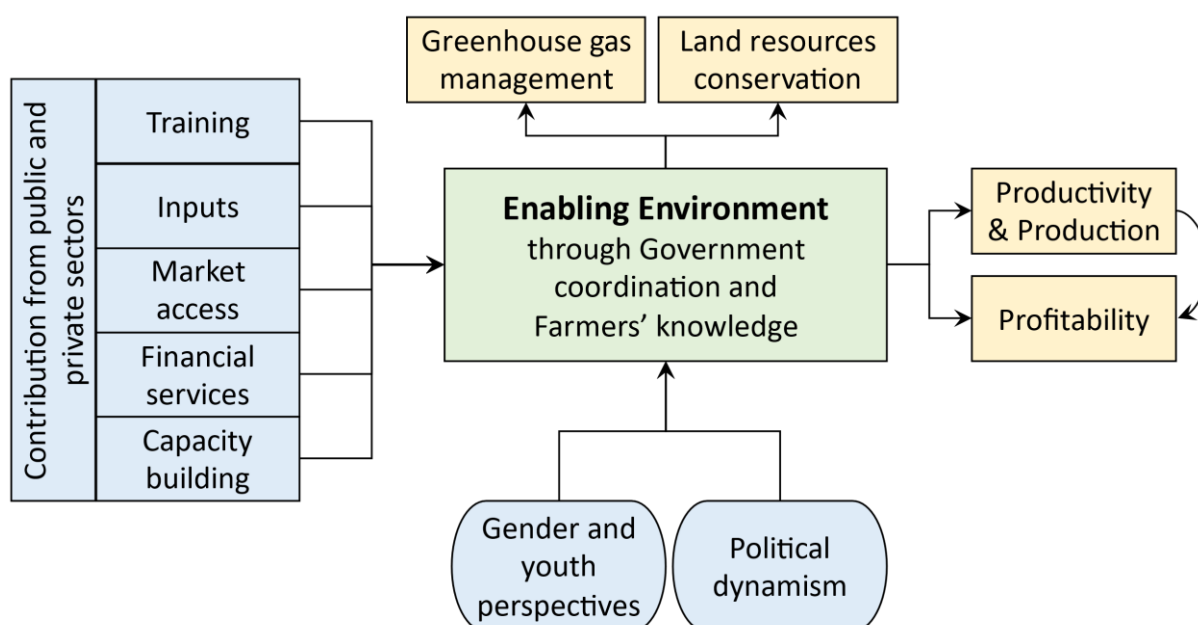 Greenhouse gas
management
Land resources
conservation
Contribution from public and
private sectors
Training
Inputs
Market
access
Financial
services
Capacity
building
Enabling Environment
through Government
coordination and
Farmers’ knowledge
Productivity
& Production
Profitability
Gender and
youth
perspectives
Political
dynamism